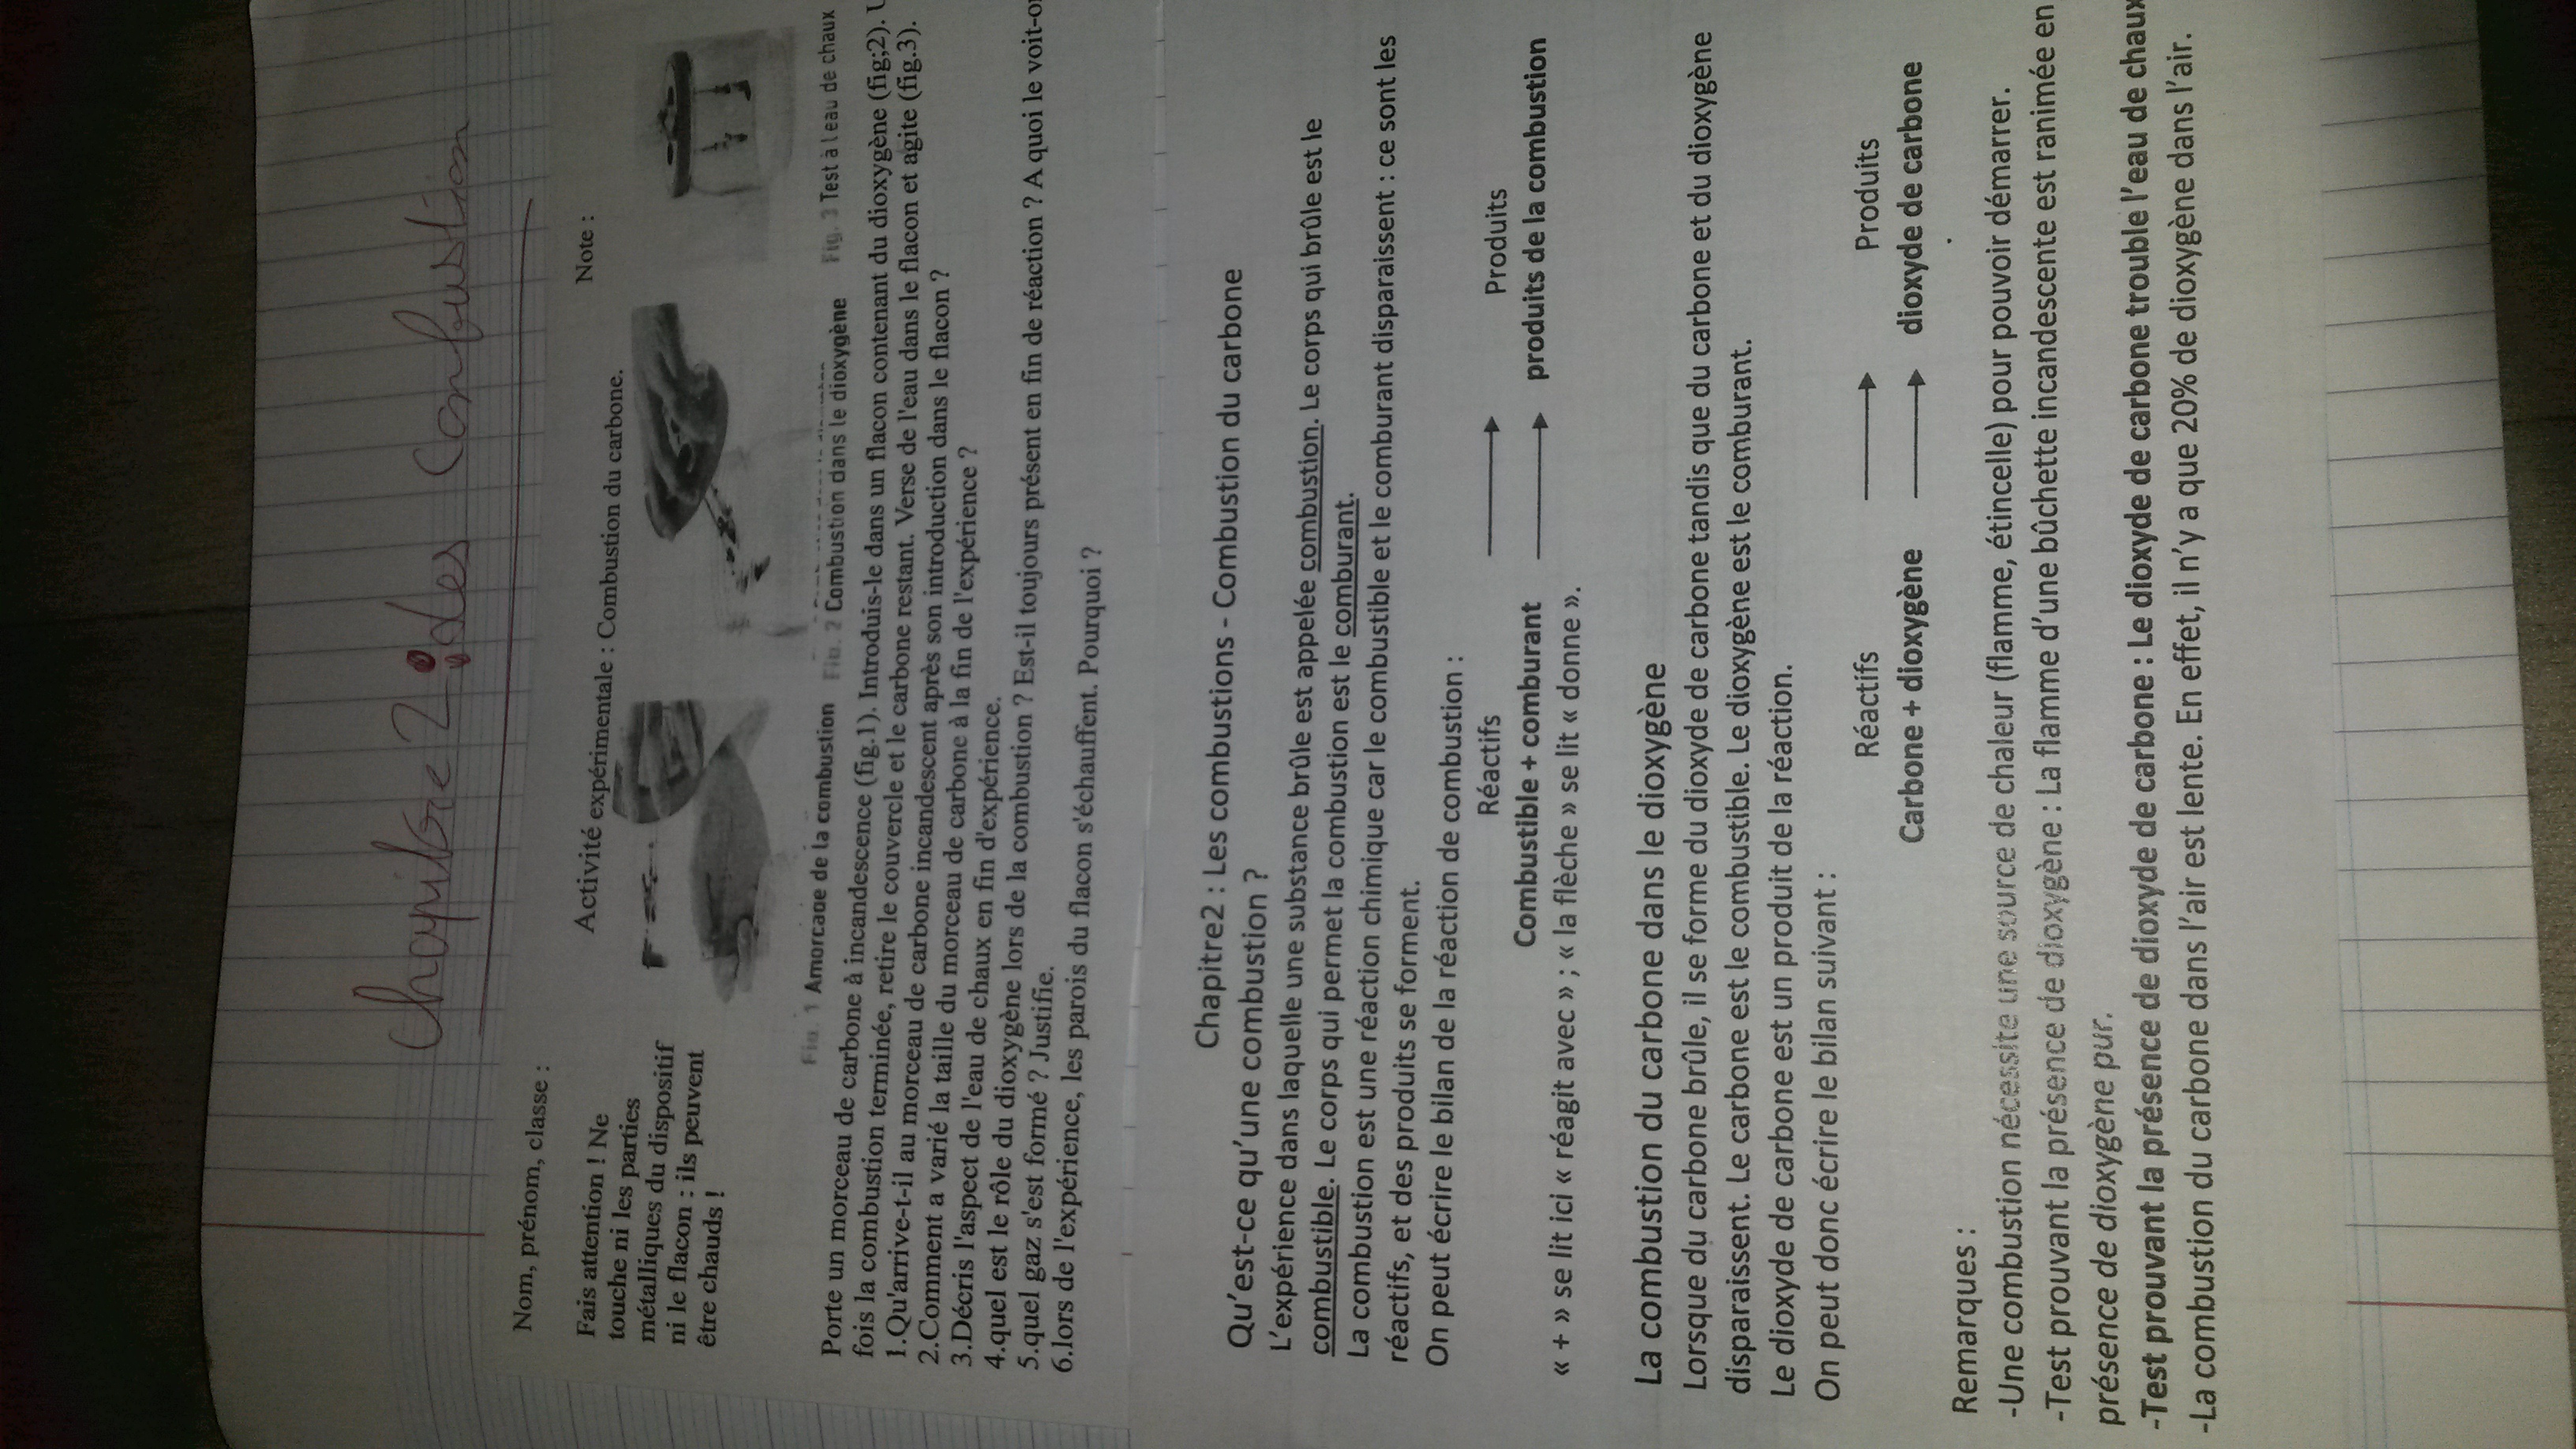 Chapitre 2 : des Combustion
Nom, prénom, classe :
Note :
Activité expérimentale : Combustion du carbone.
Fais attention ! Ne
touche ni les parties
métalliques du dispositif
ni le flacon : ils peuvent
être chauds !
Fig. 1 Amorçage de la combustion
Fig. 2 Combustion dans le dioxygène
Fig. 3 Test à l'eau de chaux
Porte un morceau de carbone à incandescence (fig.1). Introduis-le dans un flacon contenant du dioxygène (fig;2). U
fois la combustion terminée, retire le couvercle et le carbone restant. Verse de l'eau dans le flacon et agite (fig.3).
1.Qu'arrive-t-il au morceau de carbone incandescent après son introduction dans le flacon ?
2.Comment a varié la taille du morceau de carbone à la fin de l'expérience ?
3.Décris l'aspect de l'eau de chaux en fin d'expérience.
4.quel est le rôle du dioxygène lors de la combustion ? Est-il toujours présent en fin de réaction ? A quoi le voit-on
5.quel gaz s'est formé ? Justifie.
6.lors de l'expérience, les parois du flacon s'échauffent. Pourquoi ?
Chapitre2 : Les combustions - Combustion du carbone
Qu'est-ce qu'une combustion ?
L'expérience dans laquelle une substance brûle est appelée combustion. Le corps qui brûle est le
combustible. Le corps qui permet la combustion est le comburant.
La combustion est une réaction chimique car le combustible et le comburant disparaissent : ce sont les
réactifs, et des produits se forment.
On peut écrire le bilan de la réaction de combustion :
Réactifs → Produits
Combustible + comburant → produits de la combustion
« + » se lit ici « réagit avec » ; « la flèche » se lit « donne ».
La combustion du carbone dans le dioxygène
Lorsque du carbone brûle, il se forme du dioxyde de carbone tandis que du carbone et du dioxygène
disparaissent. Le carbone est le combustible. Le dioxygène est le comburant.
Le dioxyde de carbone est un produit de la réaction.
On peut donc écrire le bilan suivant :
Réactifs → Produits
Carbone + dioxygène → dioxyde de carbone
Remarques :
-Une combustion nécessite une source de chaleur (flamme, étincelle) pour pouvoir démarrer.
-Test prouvant la présence de dioxygène : La flamme d'une bûchette incandescente est ranimée en
présence de dioxygène pur.
-Test prouvant la présence de dioxyde de carbone : Le dioxyde de carbone trouble l'eau de chaux
-La combustion du carbone dans l'air est lente. En effet, il n'y a que 20% de dioxygène dans l'air.